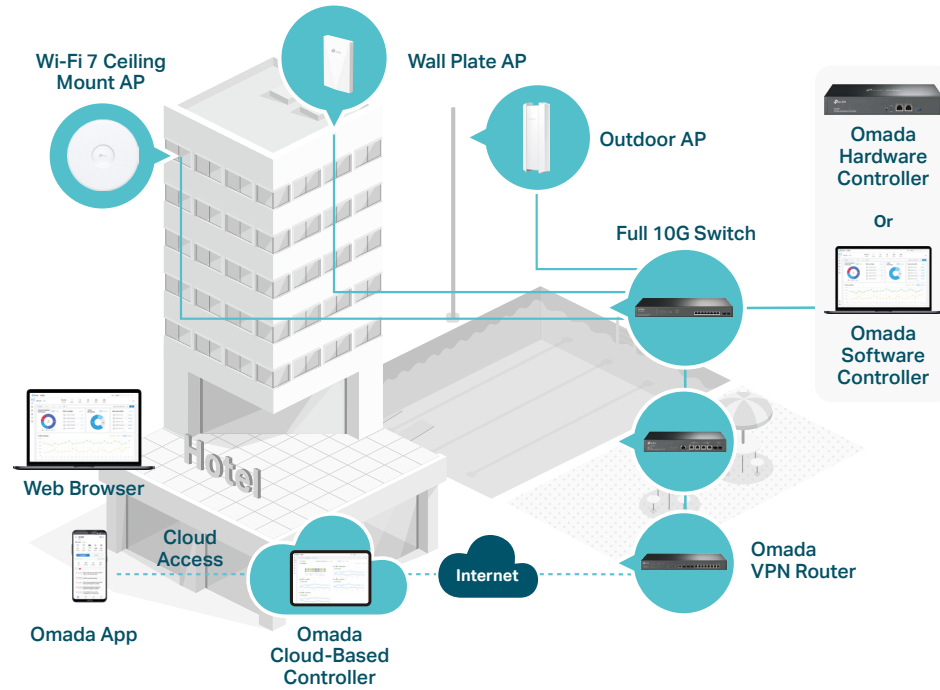 Wi-Fi 7 Ceiling
Mount AP
Wall Plate AP
Outdoor AP
Omada
Hardware
Controller
Or
Omada
Software
Controller
Full 10G Switch
Web Browser
Hotel
Cloud
Access
Internet
Omada
VPN Router
Omada App
Omada
Cloud-Based
Controller